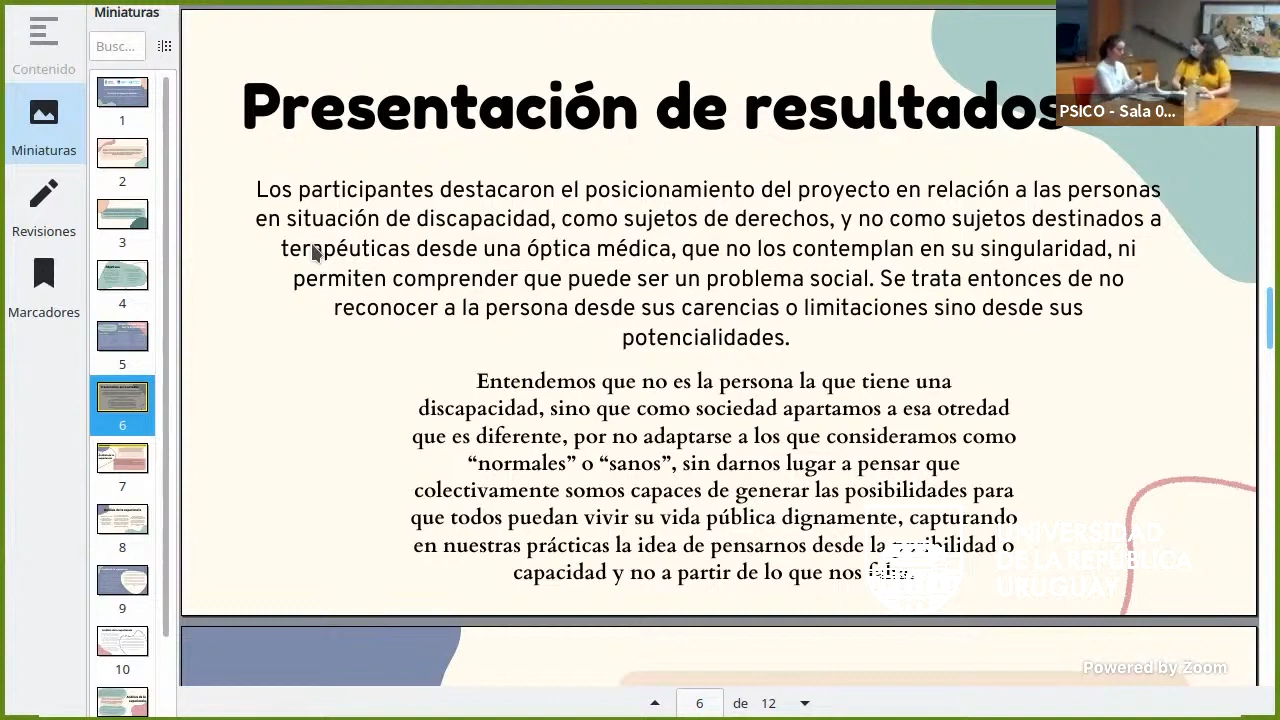 Contenido
Miniaturas
Revisiones
Marcadores
Miniaturas
Busc...
1
2
3
4
5
6
7
8
9
10
Presentación de resultados
PSICO - Sala 0...
Los participantes destacaron el posicionamiento del proyecto en relación a las personas
en situación de discapacidad, como sujetos de derechos, y no como sujetos destinados a
terapéuticas desde una óptica médica, que no los contemplan en su singularidad, ni
permiten comprender que puede ser un problema social. Se trata entonces de no
reconocer a la persona desde sus carencias o limitaciones sino desde sus
potencialidades.
Entendemos que no es la persona la que tiene una
discapacidad, sino que como sociedad apartamos a esa otredad
que es diferente, por no adaptarse a los que consideramos como
“normales” o “sanos”, sin darnos lugar a pensar que
colectivamente somos capaces de generar las posibilidades para
que todos puedan vivir su vida pública dignamente, capturando
en nuestras prácticas la idea de pensarnos desde la posibilidad o
capacidad y no a partir de lo que nos
UNIVERSIDAD
DE LA REPÚBLICA
URUGUAY
Powered by Zoom
6 de 12